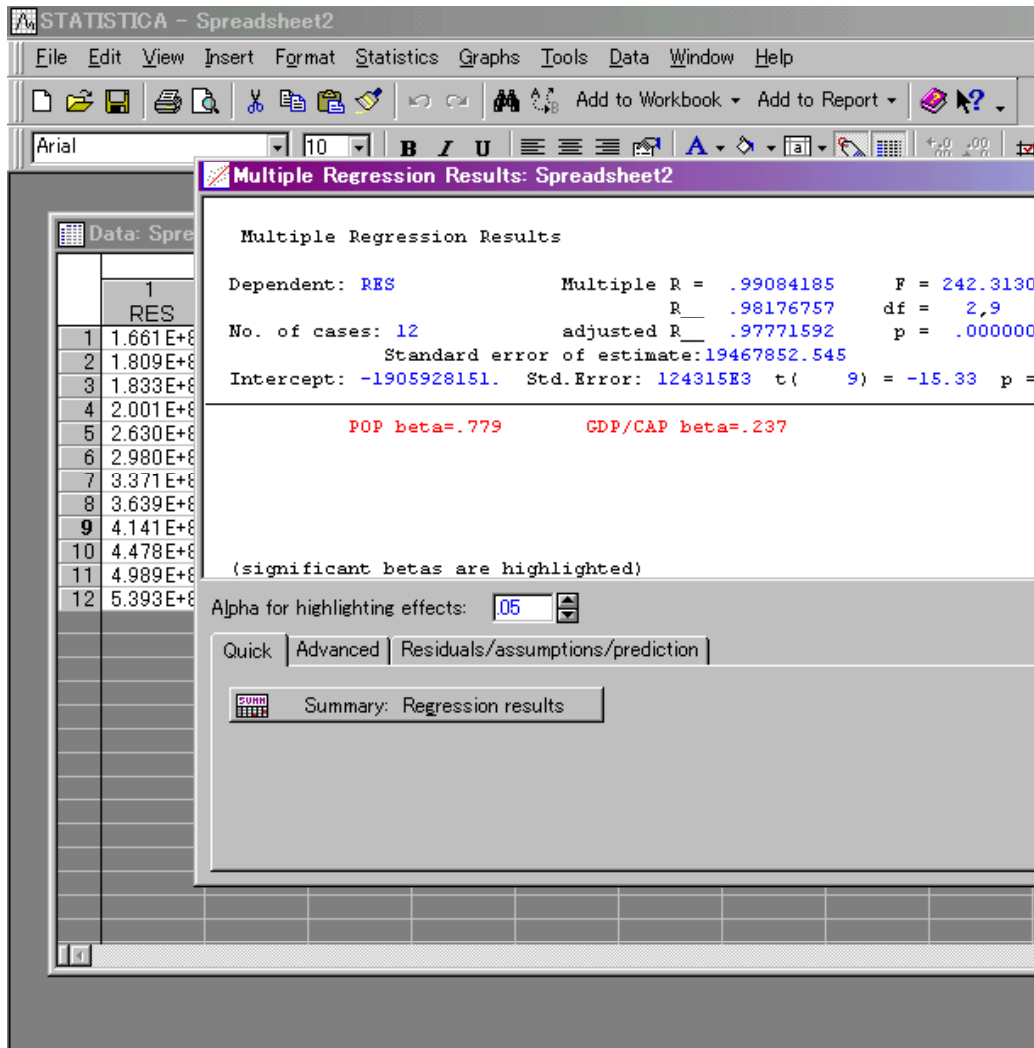 STATISTICA - Spreadsheet2
File Edit View Insert Format Statistics Graphs Tools Data Window Help
Add to Workbook Add to Report
Arial 10 B I U A
Multiple Regression Results: Spreadsheet2
Data: Spre
Multiple Regression Results
Dependent: RES Multiple R = .99084185 F = 242.3130
R__ .98176757 df = 2,9
No. of cases: 12 adjusted R__ .97771592 p = .000000
Standard error of estimate:19467852.545
Intercept: -1905928151. Std.Error: 124315E3 t( 9) = -15.33 p =
POP beta=.779 GDP/CAP beta=.237
(significant betas are highlighted)
1
RES
1 1.661E+8
2 1.809E+8
3 1.833E+8
4 2.001E+8
5 2.630E+8
6 2.980E+8
7 3.371E+8
8 3.639E+8
9 4.141E+8
10 4.478E+8
11 4.989E+8
12 5.393E+8
Alpha for highlighting effects: .05
Quick Advanced Residuals/assumptions/prediction
Summary: Regression results